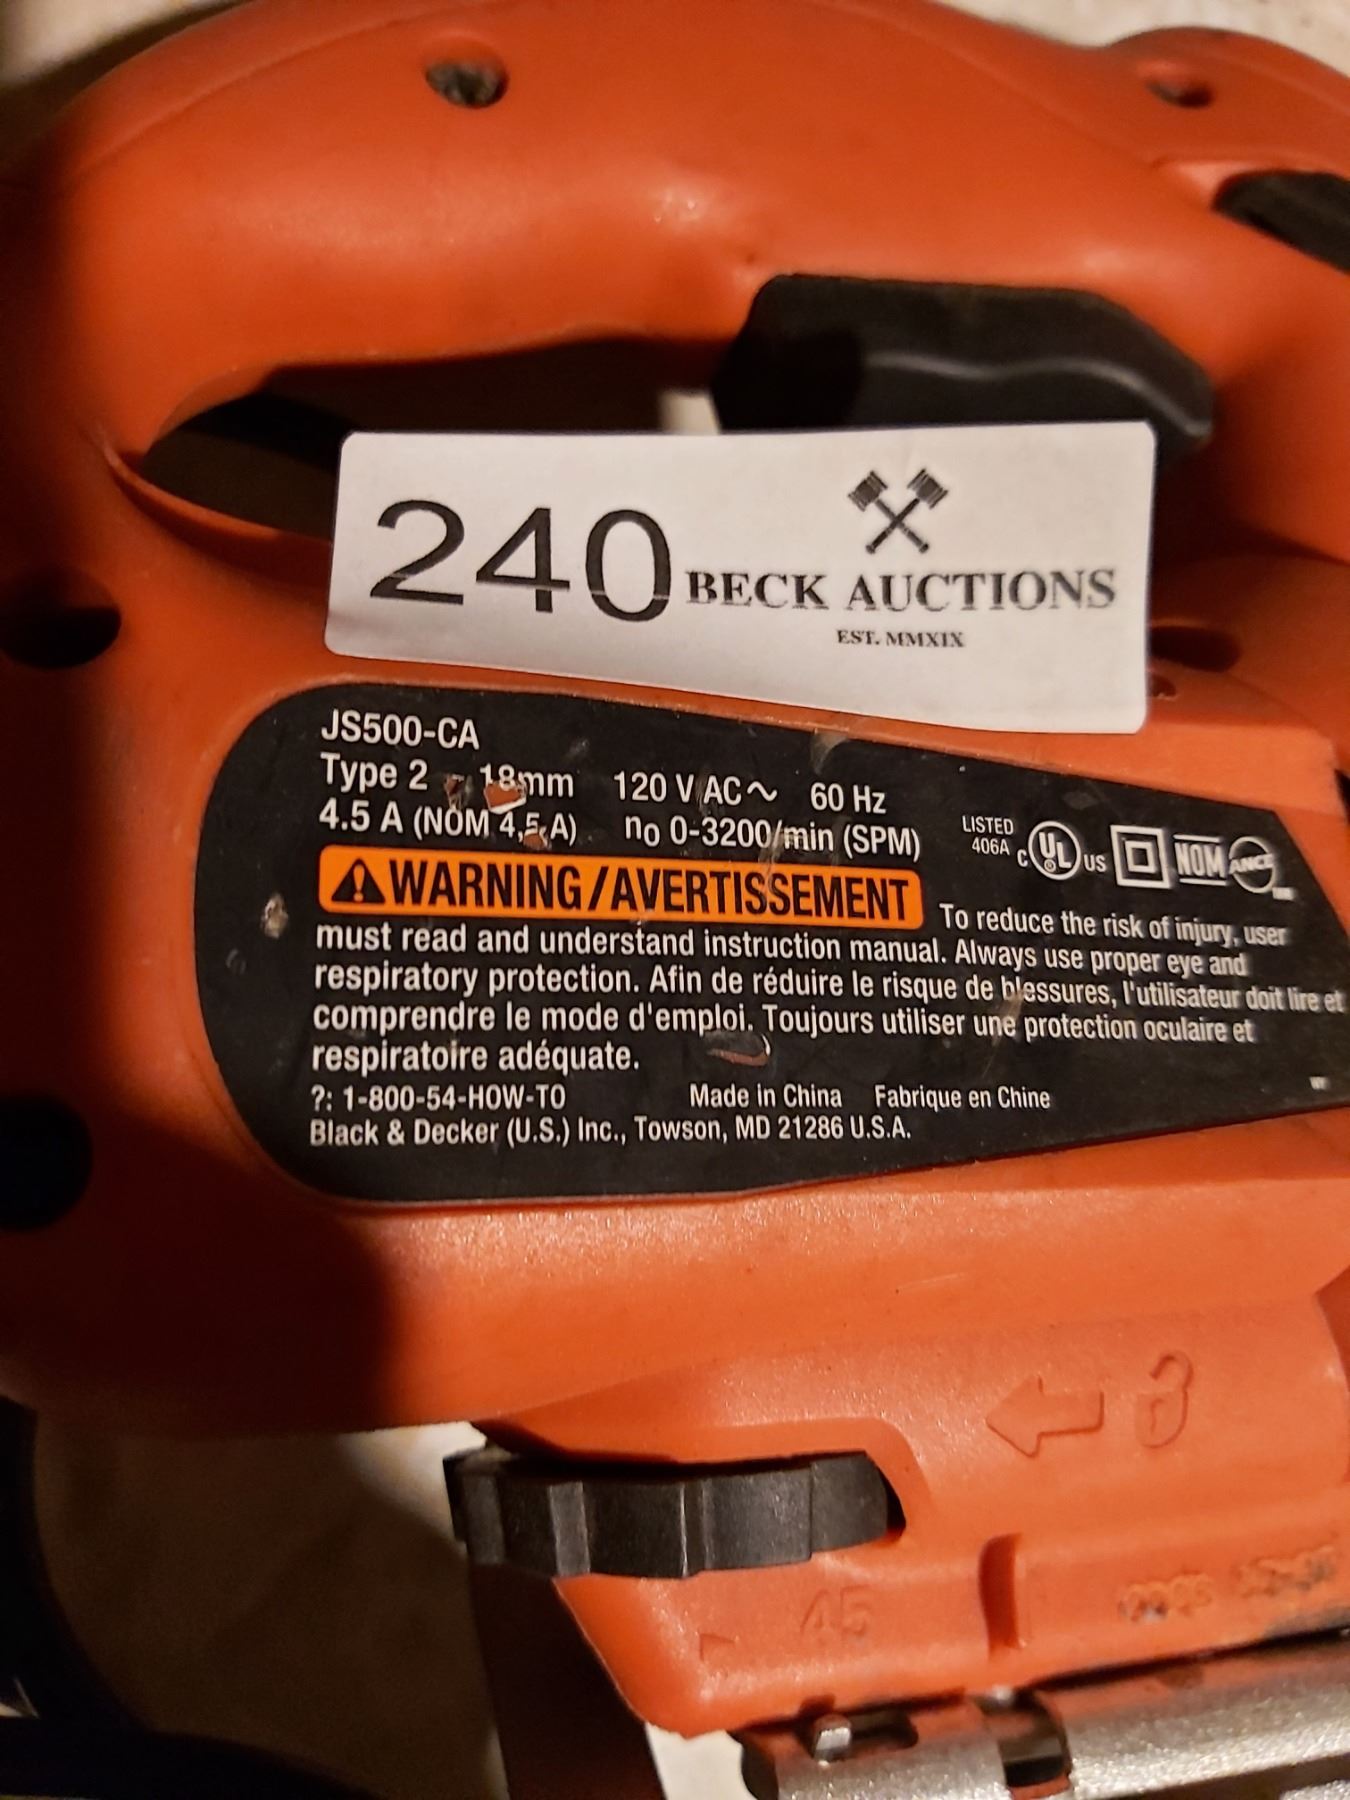 240 BECK AUCTIONS
EST. MMXIX
JS500-CA
Type 2 18mm 120 V AC~ 60 Hz
4.5 A (NOM 4,5 A) no 0-3200/min (SPM)
LISTED
406A C UL US NOM ANCE
WARNING/AVERTISSEMENT To reduce the risk of injury, user
must read and understand instruction manual. Always use proper eye and
respiratory protection. Afin de réduire le risque de blessures, l'utilisateur doit lire et
comprendre le mode d'emploi. Toujours utiliser une protection oculaire et
respiratoire adéquate.
?: 1-800-54-HOW-TO Made in China Fabrique en Chine
Black & Decker (U.S.) Inc., Towson, MD 21286 U.S.A.
45